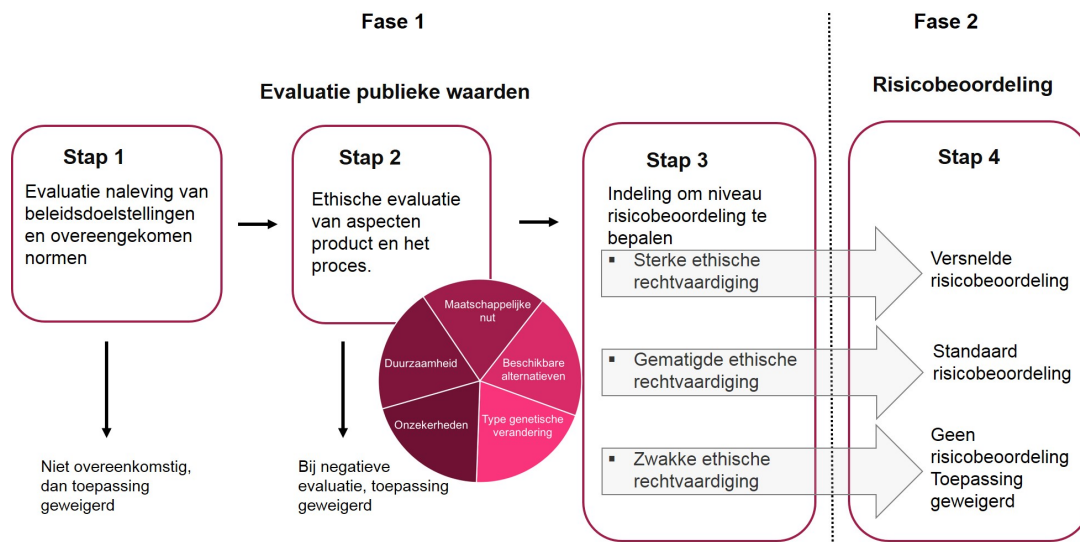 Fase 1
Fase 2
Evaluatie publieke waarden
Risicobeoordeling
Stap 1
Evaluatie naleving van
beleidsdoelstellingen
en overeengekomen
normen
Niet overeenkomstig,
dan toepassing
geweigerd
Stap 2
Ethische evaluatie
van aspecten
product en het
proces.
Maatschappelijke
nut
Duurzaamheid
Beschikbare
alternatieven
Onzekerheden
Type genetische
verandering
Bij negatieve
evaluatie, toepassing
geweigerd
Stap 3
Indeling om niveau
risicobeoordeling te
bepalen
▪ Sterke ethische
rechtvaardiging
▪ Gematigde ethische
rechtvaardiging
▪ Zwakke ethische
rechtvaardiging
Stap 4
Versnelde
risicobeoordeling
Standaard
risicobeoordeling
Geen
risicobeoordeling
Toepassing
geweigerd